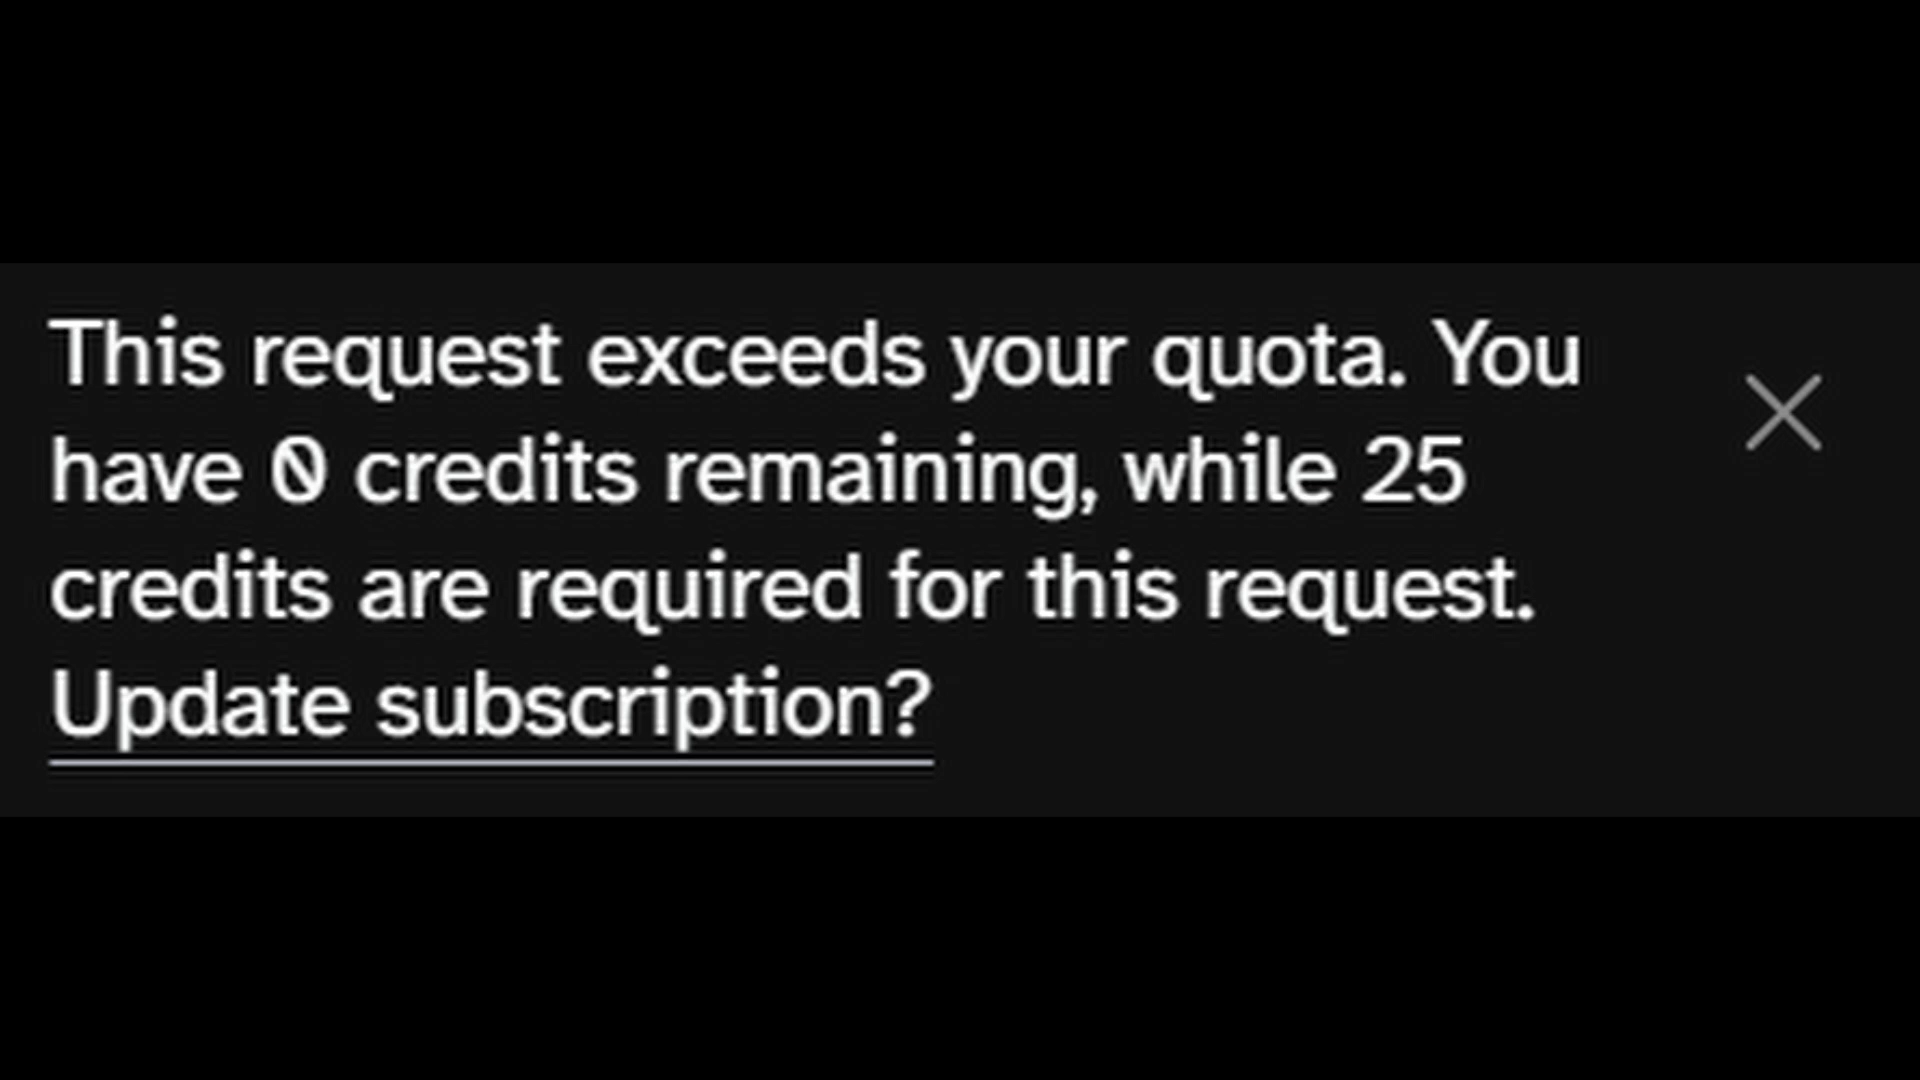 This request exceeds your quota. You
have 0 credits remaining, while 25
credits are required for this request.
Update subscription?